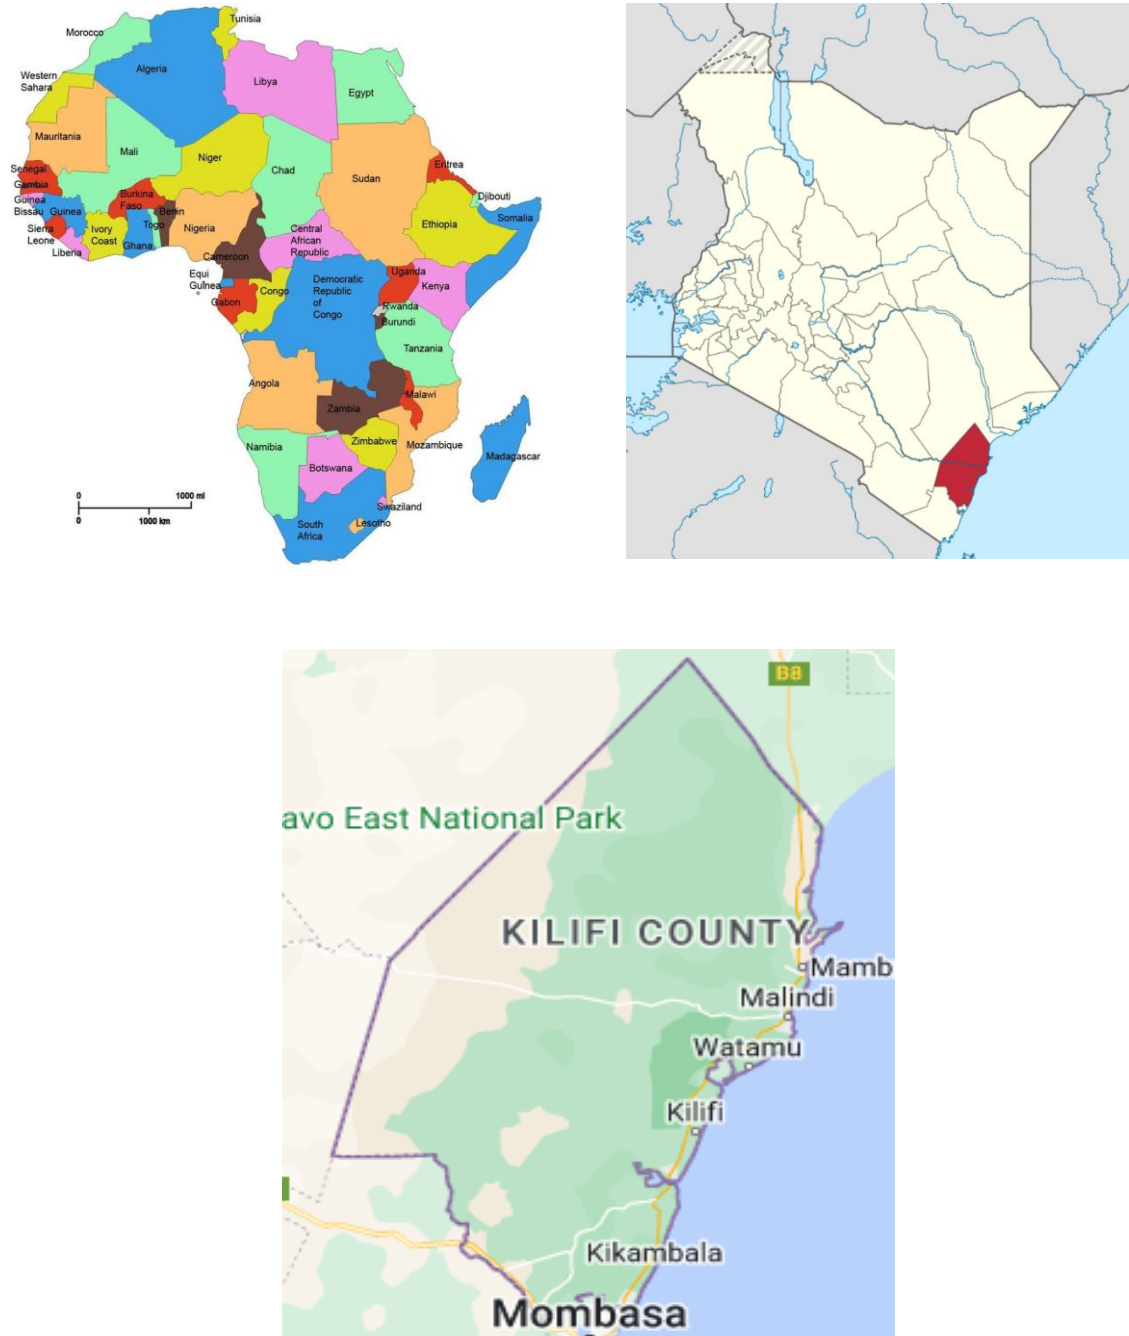 Tunisia
Morocco
Algeria
Western
Sahara
Libya
Egypt
Mauritania
Mali
Niger
Chad
Sudan
Eritrea
Senegal
Gambia
Guinea
Bissau
Guinea
Burkina
Faso
Benin
Togo
Djibouti
Somalia
Ethiopia
Sierra
Leone
Liberia
Ivory
Coast
Ghana
Nigeria
Central
African
Republic
Cameroon
Equi
Guinea
Gabon
Congo
Democratic
Republic
of
Congo
Uganda
Kenya
Rwanda
Burundi
Tanzania
Angola
Zambia
Malawi
Mozambique
Zimbabwe
Namibia
Botswana
Madagascar
Swaziland
Lesotho
South
Africa
0 1000 mi
0 1000 km
B8
avo East National Park
KILIFI COUNTY
Mamb
Malindi
Watamu
Kilifi
Kikambala
Mombasa